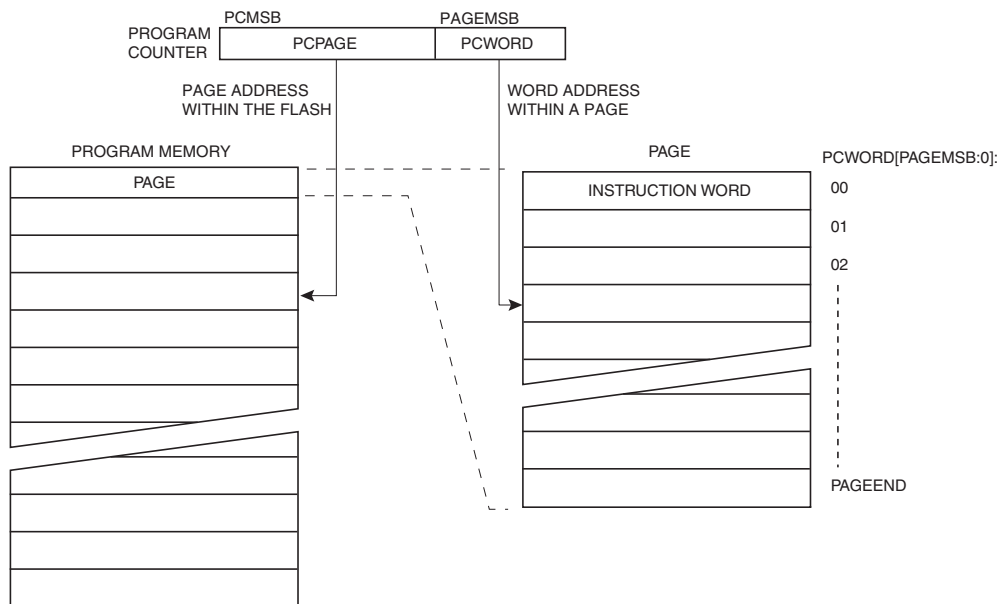 PCMSB PAGEMSB
PROGRAM
COUNTER
PCPAGE PCWORD
PAGE ADDRESS
WITHIN THE FLASH
WORD ADDRESS
WITHIN A PAGE
PROGRAM MEMORY
PAGE
PAGE
INSTRUCTION WORD
PCWORD[PAGEMSB:0]:
00
01
02
PAGEEND